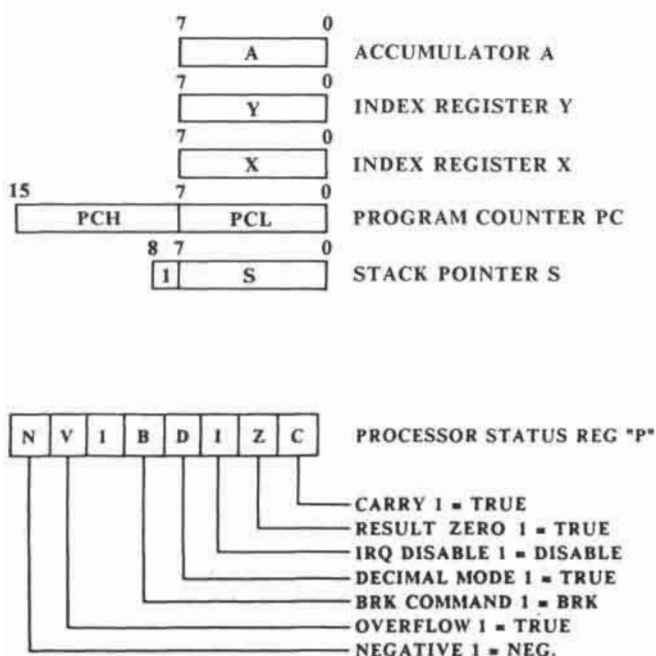 7 0
A ACCUMULATOR A
7 0
Y INDEX REGISTER Y
7 0
X INDEX REGISTER X
15 7 0
PCH PCL PROGRAM COUNTER PC
8 7 0
1 S STACK POINTER S
N V 1 B D I Z C PROCESSOR STATUS REG "P"
CARRY 1 = TRUE
RESULT ZERO 1 = TRUE
IRQ DISABLE 1 = DISABLE
DECIMAL MODE 1 = TRUE
BRK COMMAND 1 = BRK
OVERFLOW 1 = TRUE
NEGATIVE 1 = NEG.